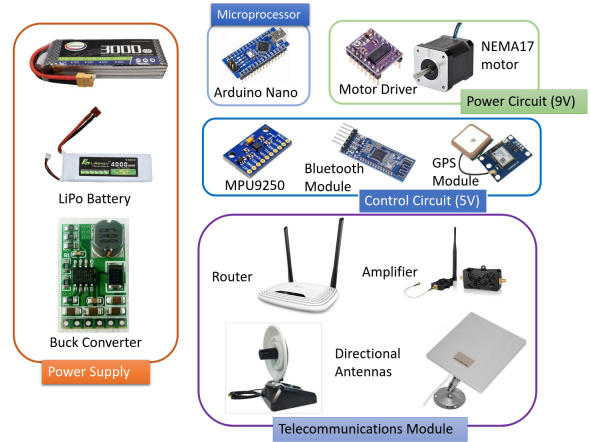 Microprocessor
Arduino Nano
Motor Driver
NEMA17
motor
Power Circuit (9V)
3000
4000
LiPo Battery
Buck Converter
Power Supply
MPU9250
Bluetooth
Module
GPS
Module
Control Circuit (5V)
Router
Amplifier
Directional
Antennas
Telecommunications Module